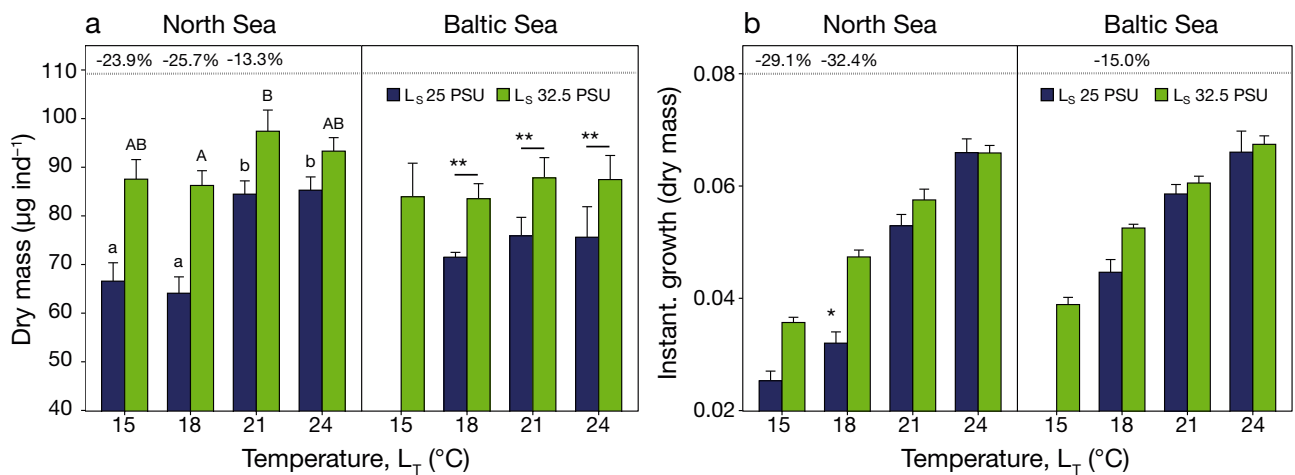 a North Sea Baltic Sea
-23.9% -25.7% -13.3%
L_S 25 PSU L_S 32.5 PSU
110
100
90
80
70
60
50
40
Dry mass (µg ind⁻¹)
a AB a A b B b AB
** ** **
15 18 21 24 15 18 21 24
Temperature, L_T (°C)
b North Sea Baltic Sea
-29.1% -32.4% -15.0%
L_S 25 PSU L_S 32.5 PSU
0.08
0.06
0.04
0.02
Instant. growth (dry mass)
*
15 18 21 24 15 18 21 24
Temperature, L_T (°C)